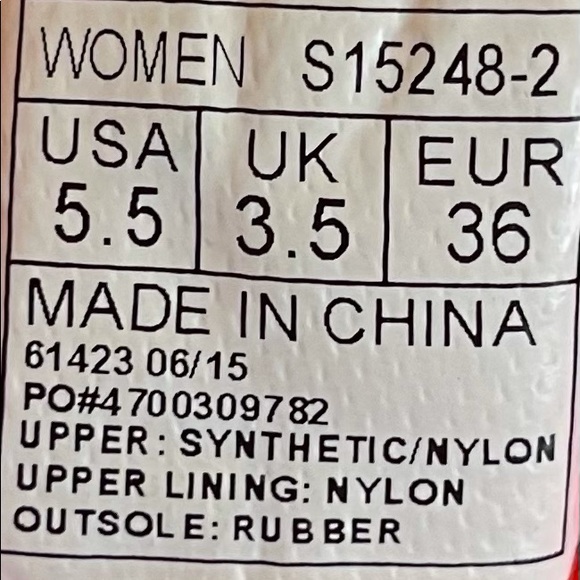 WOMEN S15248-2
USA UK EUR
5.5 3.5 36
MADE IN CHINA
61423 06/15
PO#4700309782
UPPER: SYNTHETIC/NYLON
UPPER LINING: NYLON
OUTSOLE: RUBBER